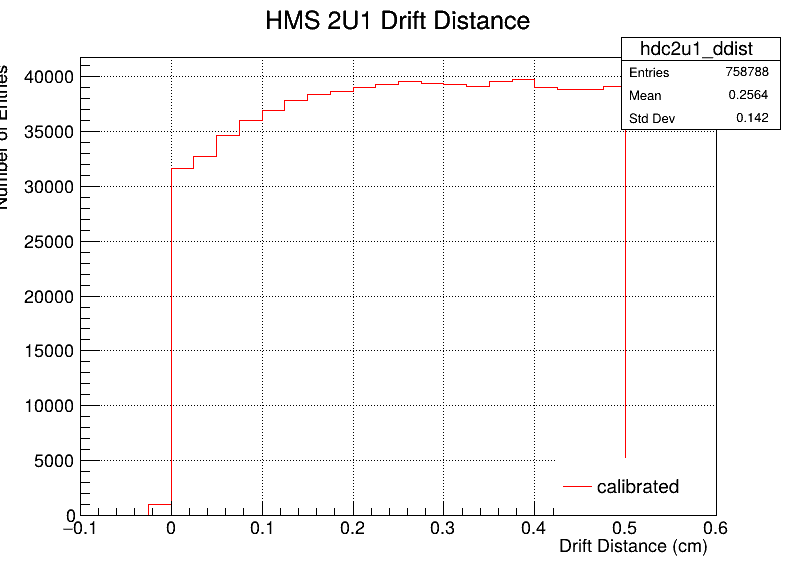 HMS 2U1 Drift Distance
hdc2u1_ddist
Entries 758788
Mean 0.2564
Std Dev 0.142
Number of Entries
40000
35000
30000
25000
20000
15000
10000
5000
0
−0.1 0 0.1 0.2 0.3 0.4 0.5 0.6
Drift Distance (cm)
calibrated